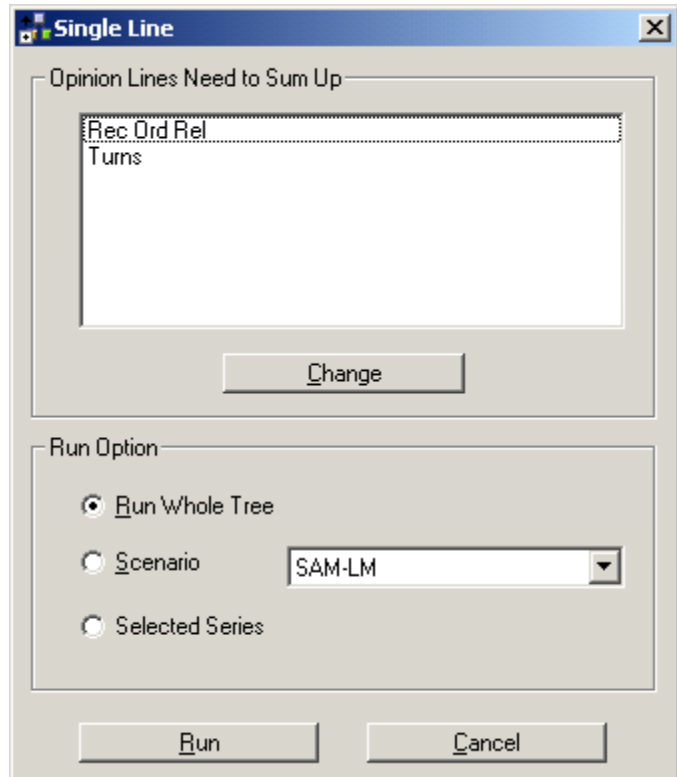 Single Line
Opinion Lines Need to Sum Up
Rec Ord Rel
Turns
Change
Run Option
Run Whole Tree
Scenario
SAM-LM
Selected Series
Run
Cancel